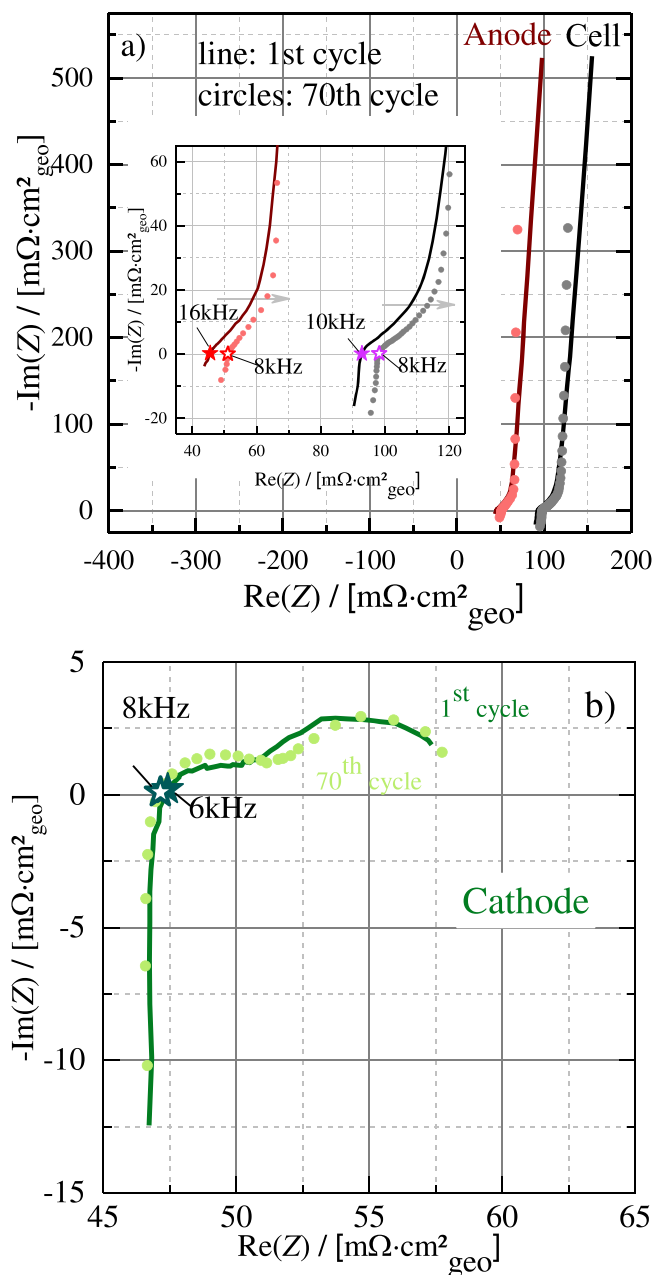 a)
line: 1st cycle
circles: 70th cycle
Anode Cell
500
400
300
200
100
0
-Im(Z) / [mΩ·cm²geo]
-400 -300 -200 -100 0 100 200
Re(Z) / [mΩ·cm²geo]
60
40
20
0
-20
-Im(Z) / [mΩ·cm²geo]
16kHz
8kHz
10kHz
8kHz
40 60 80 100 120
Re(Z) / [mΩ·cm²geo]
b)
5
0
-5
-10
-15
-Im(Z) / [mΩ·cm²geo]
8kHz
6kHz
1st cycle
70th cycle
Cathode
45 50 55 60 65
Re(Z) / [mΩ·cm²geo]